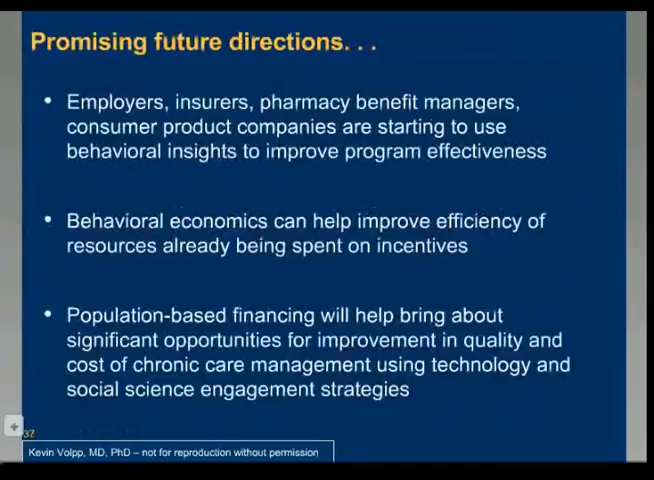 Promising future directions. . .
• Employers, insurers, pharmacy benefit managers,
consumer product companies are starting to use
behavioral insights to improve program effectiveness
• Behavioral economics can help improve efficiency of
resources already being spent on incentives
• Population-based financing will help bring about
significant opportunities for improvement in quality and
cost of chronic care management using technology and
social science engagement strategies
37
Kevin Volpp, MD, PhD – not for reproduction without permission